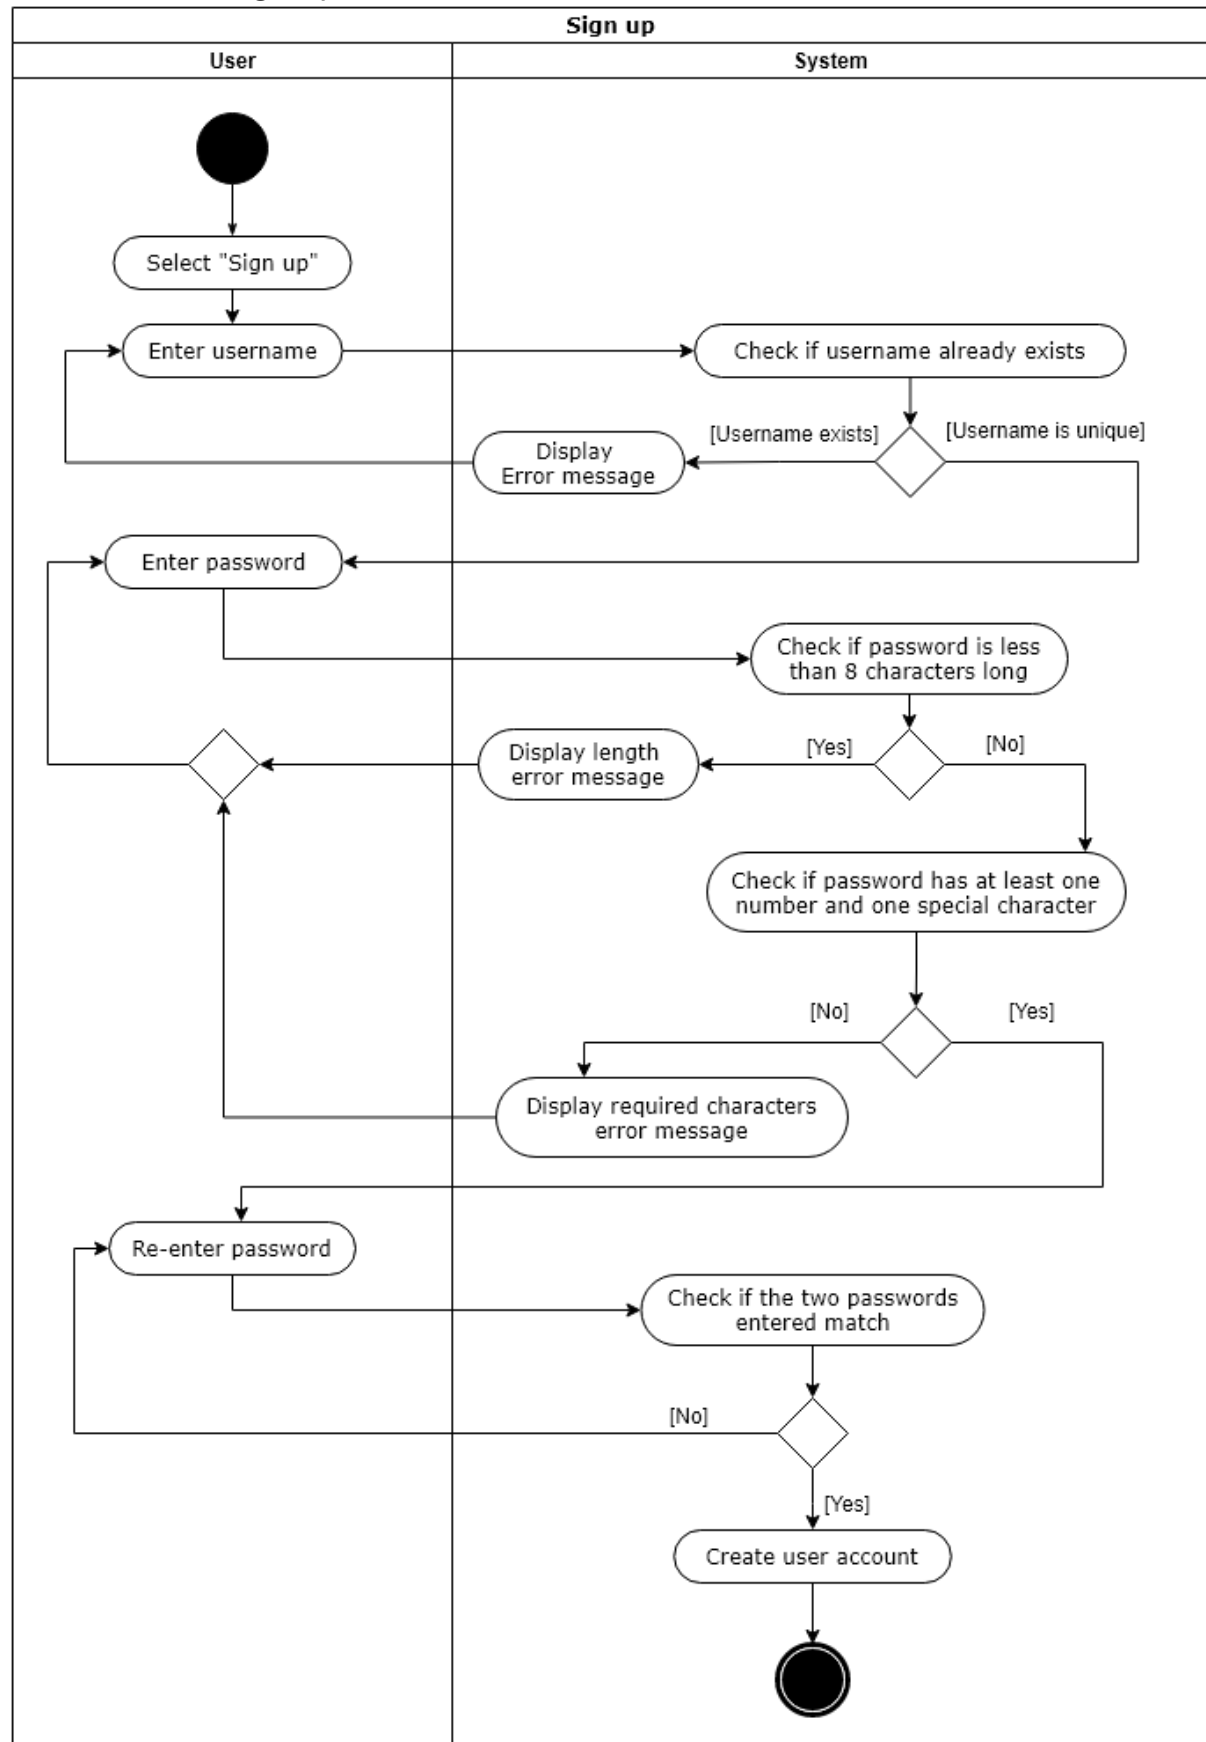 Sign up
User
System
Select "Sign up"
Enter username
Check if username already exists
[Username exists]
[Username is unique]
Display
Error message
Enter password
Check if password is less
than 8 characters long
[Yes]
[No]
Display length
error message
Check if password has at least one
number and one special character
[No]
[Yes]
Display required characters
error message
Re-enter password
Check if the two passwords
entered match
[No]
[Yes]
Create user account